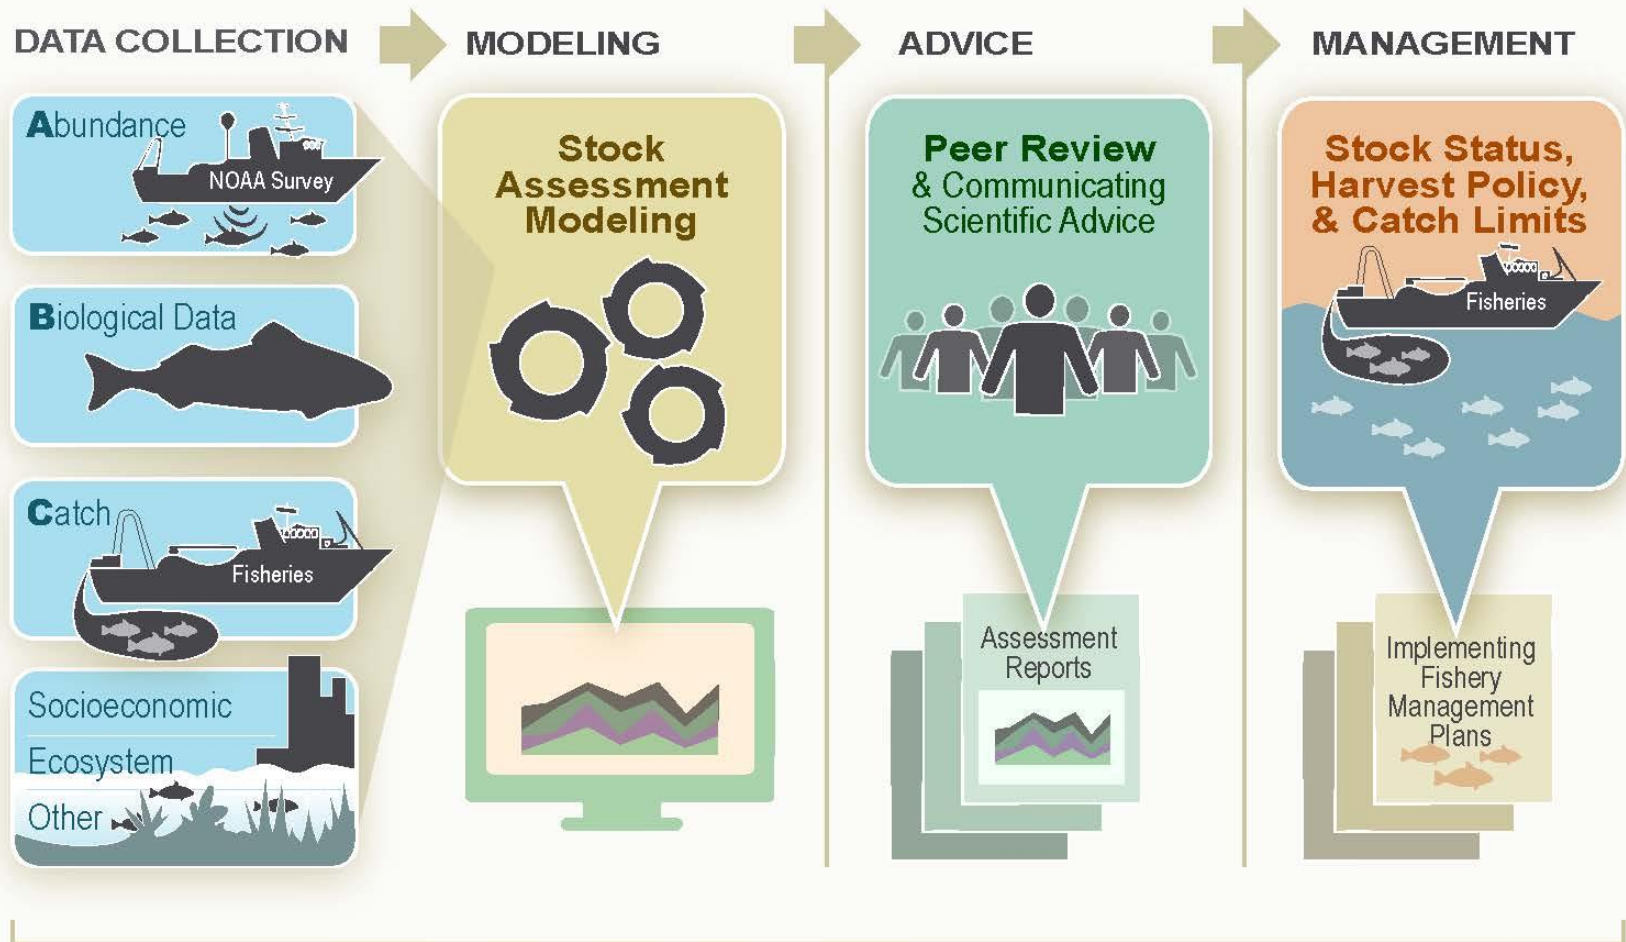 DATA COLLECTION
MODELING
ADVICE
MANAGEMENT
Abundance
NOAA Survey
Biological Data
Catch
Fisheries
Socioeconomic
Ecosystem
Other
Stock
Assessment
Modeling
Peer Review
& Communicating
Scientific Advice
Assessment
Reports
Stock Status,
Harvest Policy,
& Catch Limits
Fisheries
Implementing
Fishery
Management
Plans